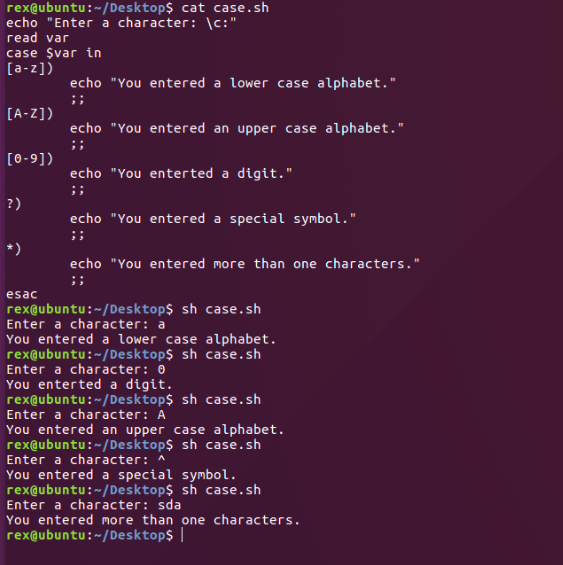 rex@ubuntu:~/Desktop$ cat case.sh
echo "Enter a character: \c:"
read var
case $var in
[a-z])
        echo "You entered a lower case alphabet."
        ;;
[A-Z])
        echo "You entered an upper case alphabet."
        ;;
[0-9])
        echo "You enterted a digit."
        ;;
?)
        echo "You entered a special symbol."
        ;;
*)
        echo "You entered more than one characters."
        ;;
esac
rex@ubuntu:~/Desktop$ sh case.sh
Enter a character: a
You entered a lower case alphabet.
rex@ubuntu:~/Desktop$ sh case.sh
Enter a character: 0
You enterted a digit.
rex@ubuntu:~/Desktop$ sh case.sh
Enter a character: A
You entered an upper case alphabet.
rex@ubuntu:~/Desktop$ sh case.sh
Enter a character: ^
You entered a special symbol.
rex@ubuntu:~/Desktop$ sh case.sh
Enter a character: sda
You entered more than one characters.
rex@ubuntu:~/Desktop$